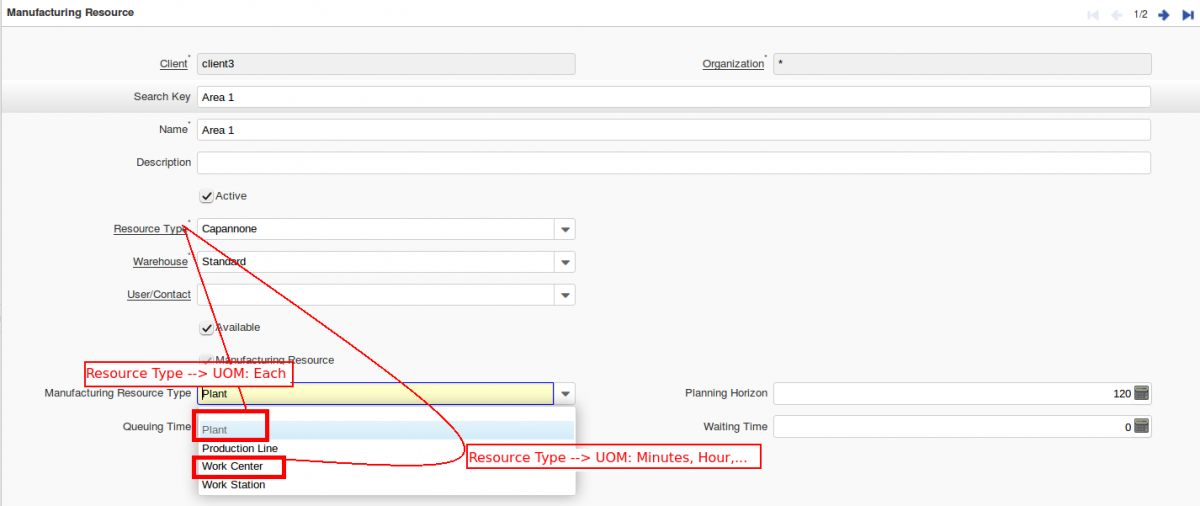 Manufacturing Resource
1/2
Client* client3 Organization* *
Search Key Area 1
Name* Area 1
Description
Active
Resource Type* Capannone
Warehouse* Standard
User/Contact
Available
Manufacturing Resource
Resource Type --> UOM: Each
Manufacturing Resource Type Plant Planning Horizon 120
Queuing Time Plant Waiting Time 0
Production Line
Resource Type --> UOM: Minutes, Hour,...
Work Center
Work Station